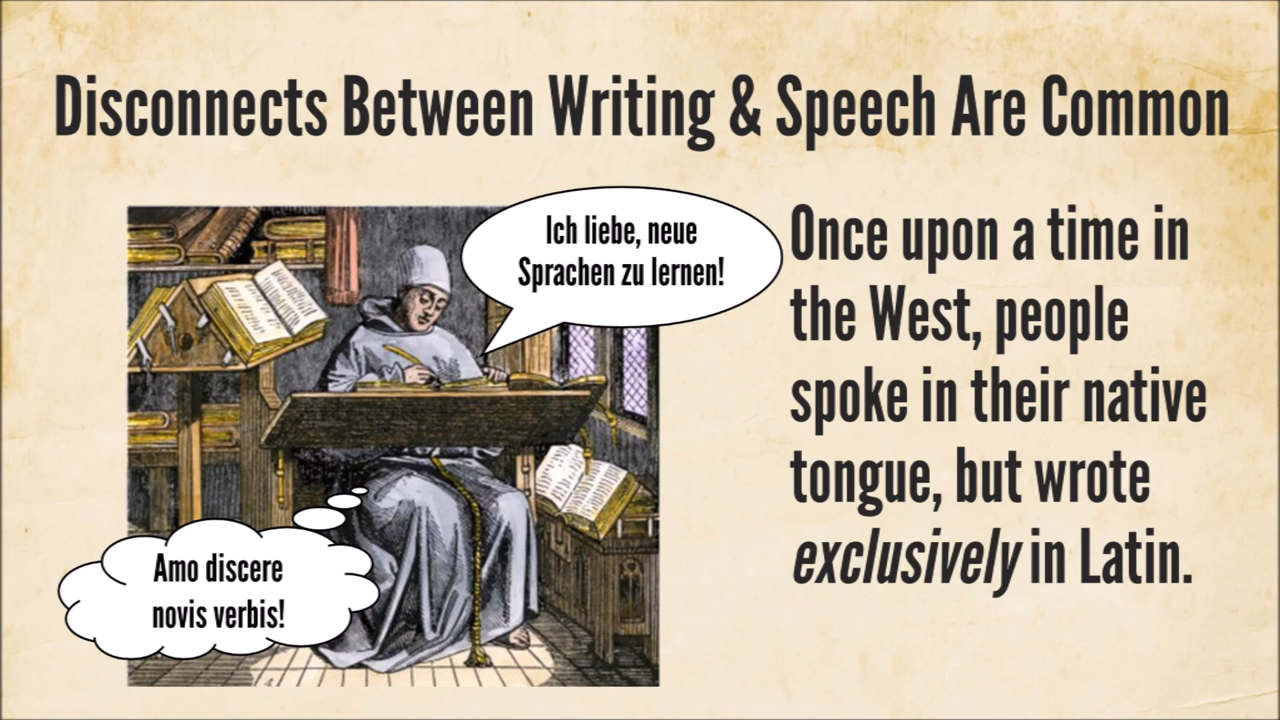 Disconnects Between Writing & Speech Are Common
Ich liebe, neue
Sprachen zu lernen!
Amo discere
novis verbis!
Once upon a time in
the West, people
spoke in their native
tongue, but wrote
exclusively in Latin.